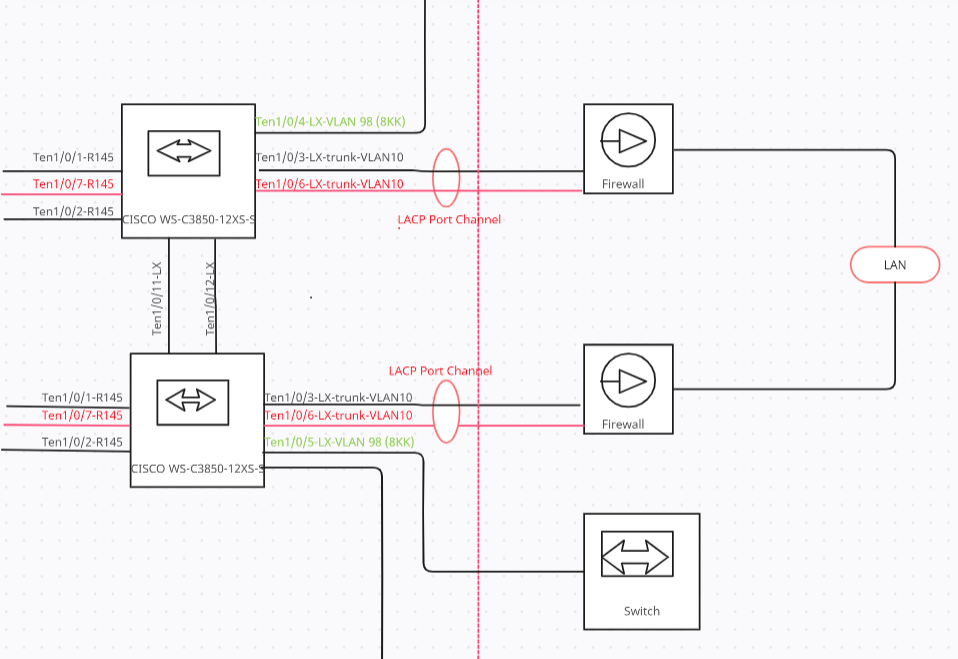 Ten1/0/4-LX-VLAN 98 (8KK)
Ten1/0/1-R145
Ten1/0/3-LX-trunk-VLAN10
Ten1/0/7-R145
Ten1/0/6-LX-trunk-VLAN10
Firewall
Ten1/0/2-R145
CISCO WS-C3850-12XS-S
LACP Port Channel
LAN
Ten1/0/11-LX
Ten1/0/12-LX
LACP Port Channel
Ten1/0/1-R145
Ten1/0/3-LX-trunk-VLAN10
Ten1/0/7-R145
Ten1/0/6-LX-trunk-VLAN10
Firewall
Ten1/0/2-R145
Ten1/0/5-LX-VLAN 98 (8KK)
CISCO WS-C3850-12XS-S
Switch